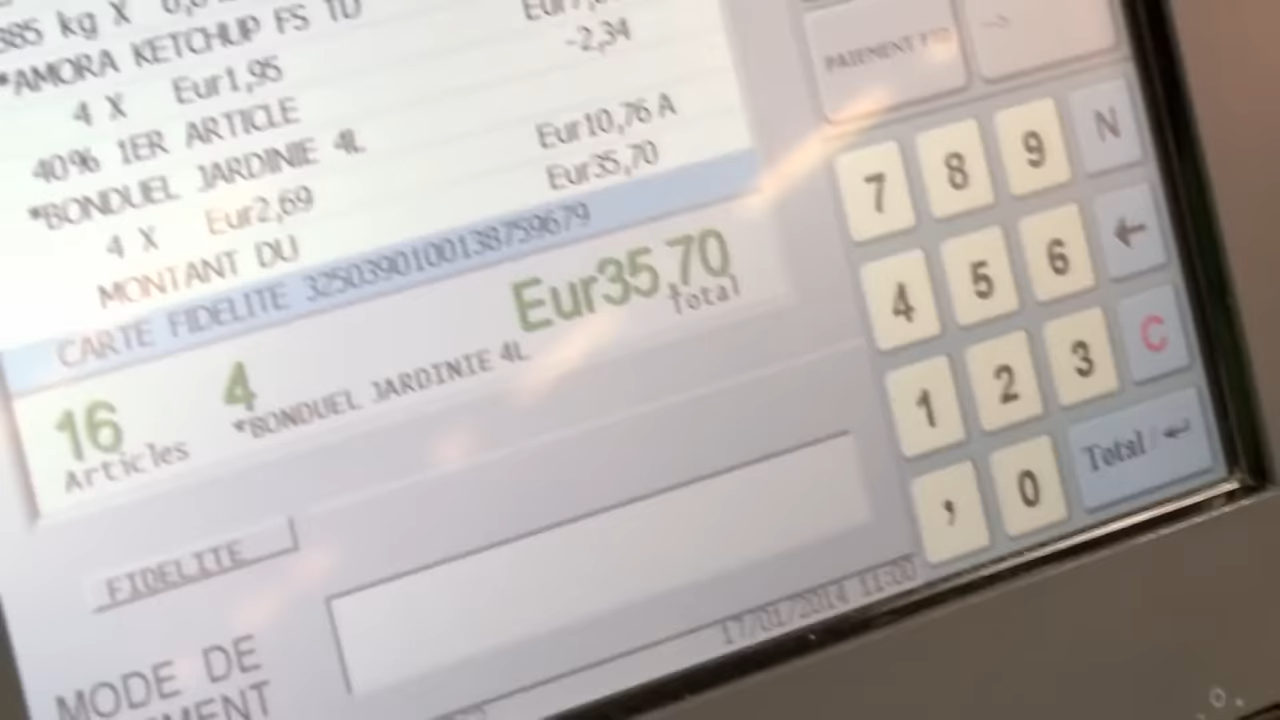 385 kg X 0,
*AMORA KETCHUP FS TU
4 X Eur1,95
40% 1ER ARTICLE -2,34
*BONDUEL JARDINIE 4L
4 X Eur2,69 Eur10,76 A
MONTANT DU Eur35,70
CARTE FIDELITE 3250390100138759679
Eur35,70
Total
16 4
Articles *BONDUEL JARDINIE 4L
FIDELITE
MODE DE
17/01/2014 11:00
PAIEMENT
7 8 9 N
4 5 6 ←
1 2 3 C
, 0 Total / ↵